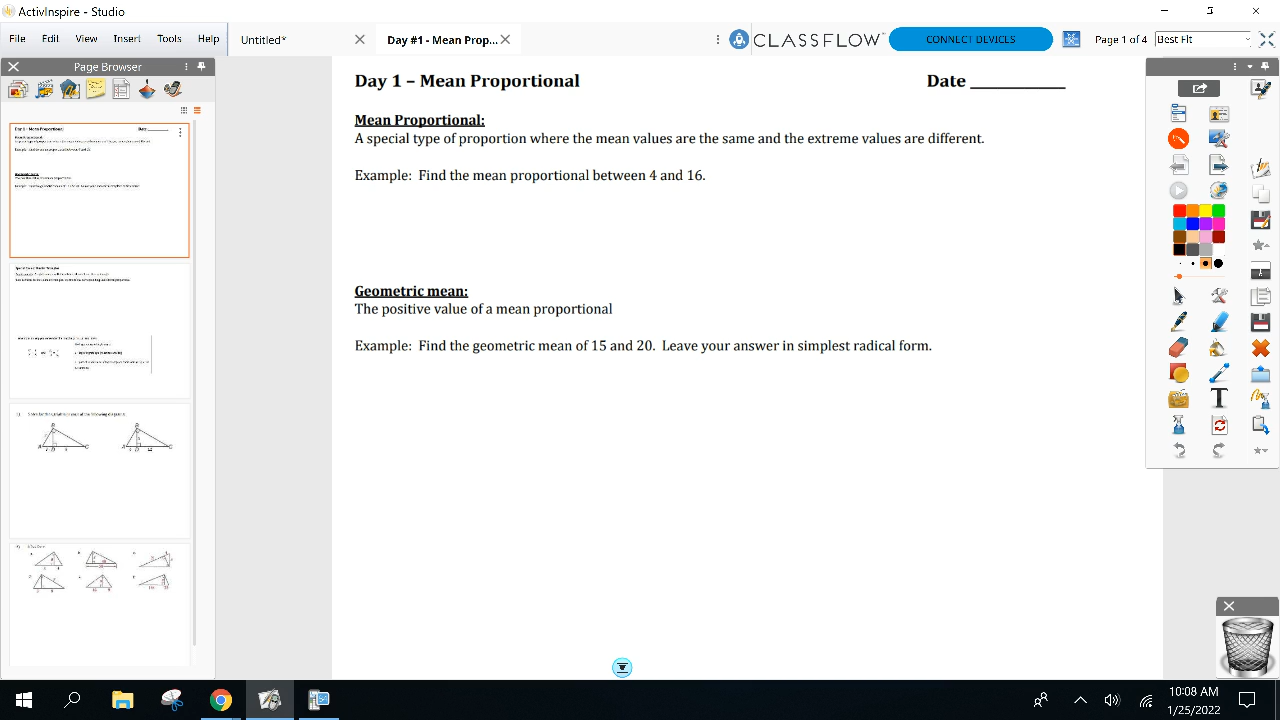 ActivInspire - Studio
File Edit View Insert Tools Help
Untitled*
Day #1 - Mean Prop...
CLASSFLOW
CONNECT DEVICES
Page 1 of 4
Best Fit
Page Browser
Day 1 – Mean Proportional
Date ____________
Mean Proportional:
A special type of proportion where the mean values are the same and the extreme values are different.
Example: Find the mean proportional between 4 and 16.
Geometric mean:
The positive value of a mean proportional
Example: Find the geometric mean of 15 and 20. Leave your answer in simplest radical form.
10:08 AM
1/25/2022